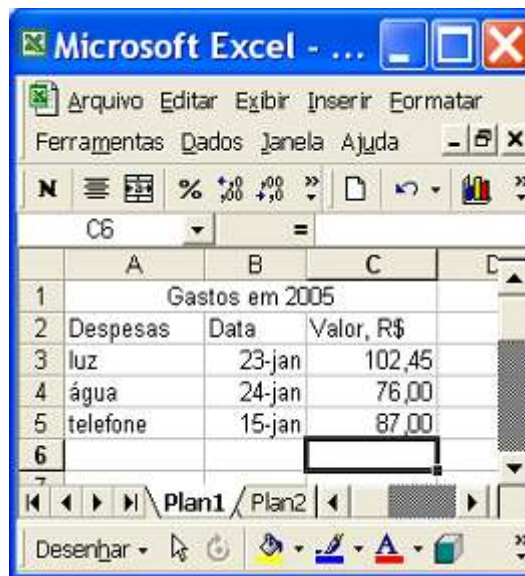 Microsoft Excel - ...
Arquivo Editar Exibir Inserir Formatar
Ferramentas Dados Janela Ajuda
N % ,00
C6 =
A B C D
1 Gastos em 2005
2 Despesas Data Valor, R$
3 luz 23-jan 102,45
4 água 24-jan 76,00
5 telefone 15-jan 87,00
6
7
Plan1 Plan2
Desenhar A